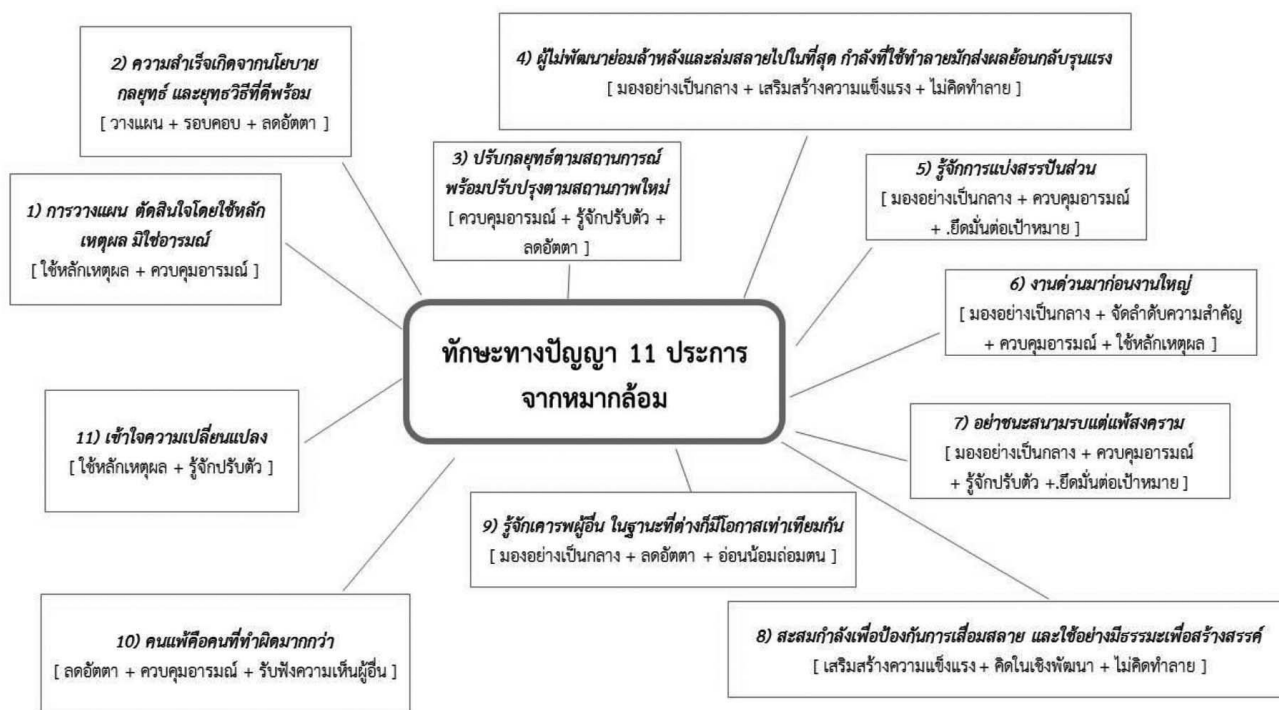 ทักษะทางปัญญา 11 ประการ
จากหมากล้อม
1) การวางแผน ตัดสินใจโดยใช้หลัก
เหตุผล มิใช่อารมณ์
[ ใช้หลักเหตุผล + ควบคุมอารมณ์ ]
2) ความสำเร็จเกิดจากนโยบาย
กลยุทธ์ และยุทธวิธีที่ดีพร้อม
[ วางแผน + รอบคอบ + ลดอัตตา ]
3) ปรับกลยุทธ์ตามสถานการณ์
พร้อมปรับปรุงตามสถานภาพใหม่
[ ควบคุมอารมณ์ + รู้จักปรับตัว +
ลดอัตตา ]
4) ผู้ไม่พัฒนาย่อมล้าหลังและล่มสลายไปในที่สุด กำลังที่ใช้ทำลายมักส่งผลย้อนกลับรุนแรง
[ มองอย่างเป็นกลาง + เสริมสร้างความแข็งแรง + ไม่คิดทำลาย ]
5) รู้จักการแบ่งสรรปันส่วน
[ มองอย่างเป็นกลาง + ควบคุมอารมณ์
+ .ยึดมั่นต่อเป้าหมาย ]
6) งานด่วนมาก่อนงานใหญ่
[ มองอย่างเป็นกลาง + จัดลำดับความสำคัญ
+ ควบคุมอารมณ์ + ใช้หลักเหตุผล ]
7) อย่าชนะสนามรบแต่แพ้สงคราม
[ มองอย่างเป็นกลาง + ควบคุมอารมณ์
+ รู้จักปรับตัว +.ยึดมั่นต่อเป้าหมาย ]
8) สะสมกำลังเพื่อป้องกันการเสื่อมสลาย และใช้อย่างมีธรรมะเพื่อสร้างสรรค์
[ เสริมสร้างความแข็งแรง + คิดในเชิงพัฒนา + ไม่คิดทำลาย ]
9) รู้จักเคารพผู้อื่น ในฐานะที่ต่างก็มีโอกาสเท่าเทียมกัน
[ มองอย่างเป็นกลาง + ลดอัตตา + อ่อนน้อมถ่อมตน ]
10) คนแพ้คือคนที่ทำผิดมากกว่า
[ ลดอัตตา + ควบคุมอารมณ์ + รับฟังความเห็นผู้อื่น ]
11) เข้าใจความเปลี่ยนแปลง
[ ใช้หลักเหตุผล + รู้จักปรับตัว ]